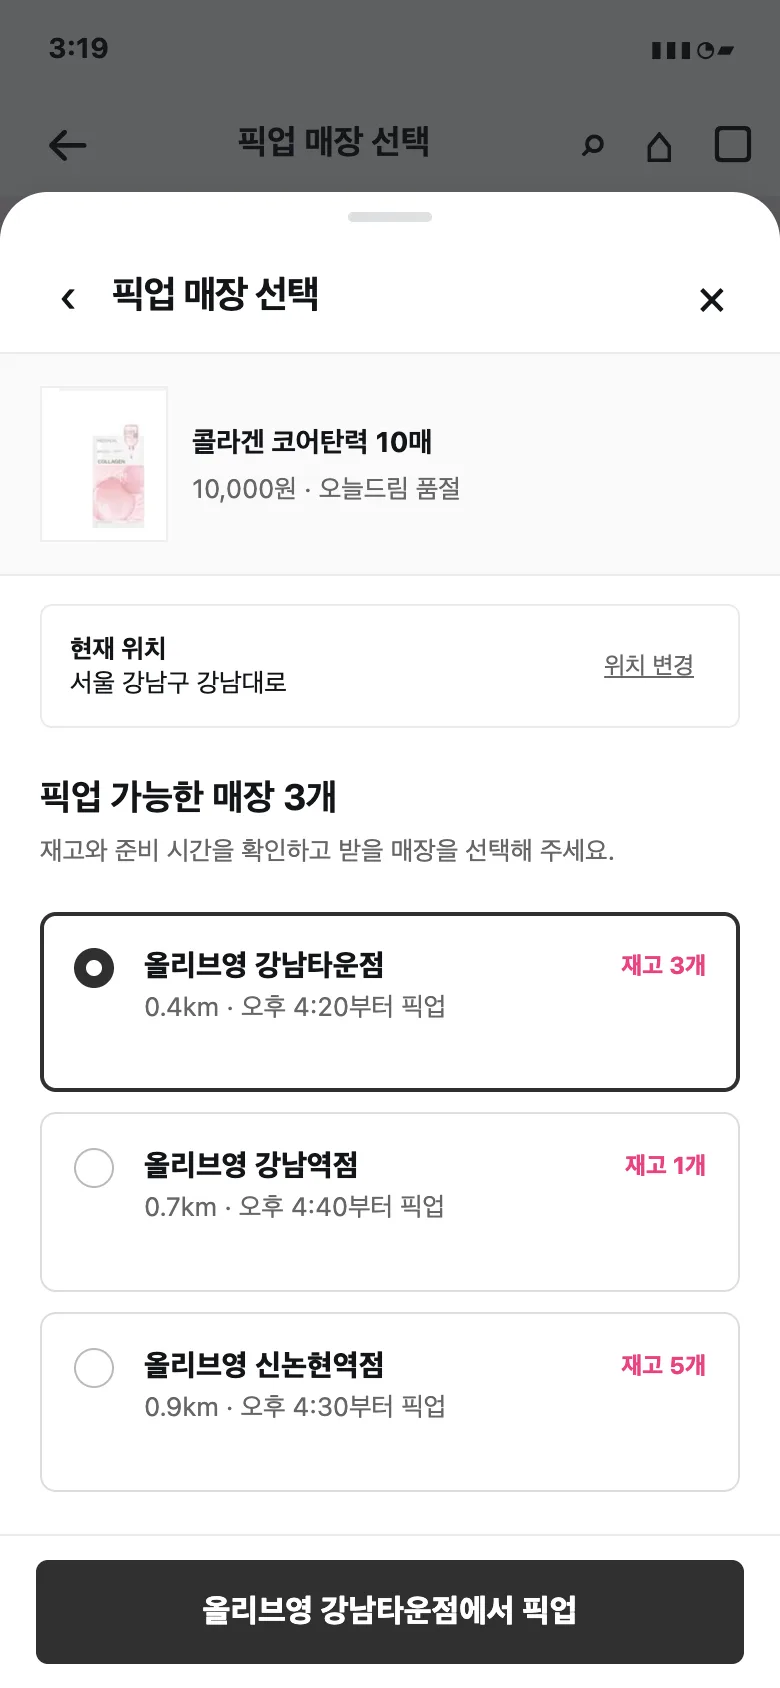 3:19
픽업 매장 선택
픽업 매장 선택
콜라겐 코어탄력 10매
10,000원 · 오늘드림 품절
COLLAGEN
현재 위치
서울 강남구 강남대로
위치 변경
픽업 가능한 매장 3개
재고와 준비 시간을 확인하고 받을 매장을 선택해 주세요.
올리브영 강남타운점
재고 3개
0.4km · 오후 4:20부터 픽업
올리브영 강남역점
재고 1개
0.7km · 오후 4:40부터 픽업
올리브영 신논현역점
재고 5개
0.9km · 오후 4:30부터 픽업
올리브영 강남타운점에서 픽업